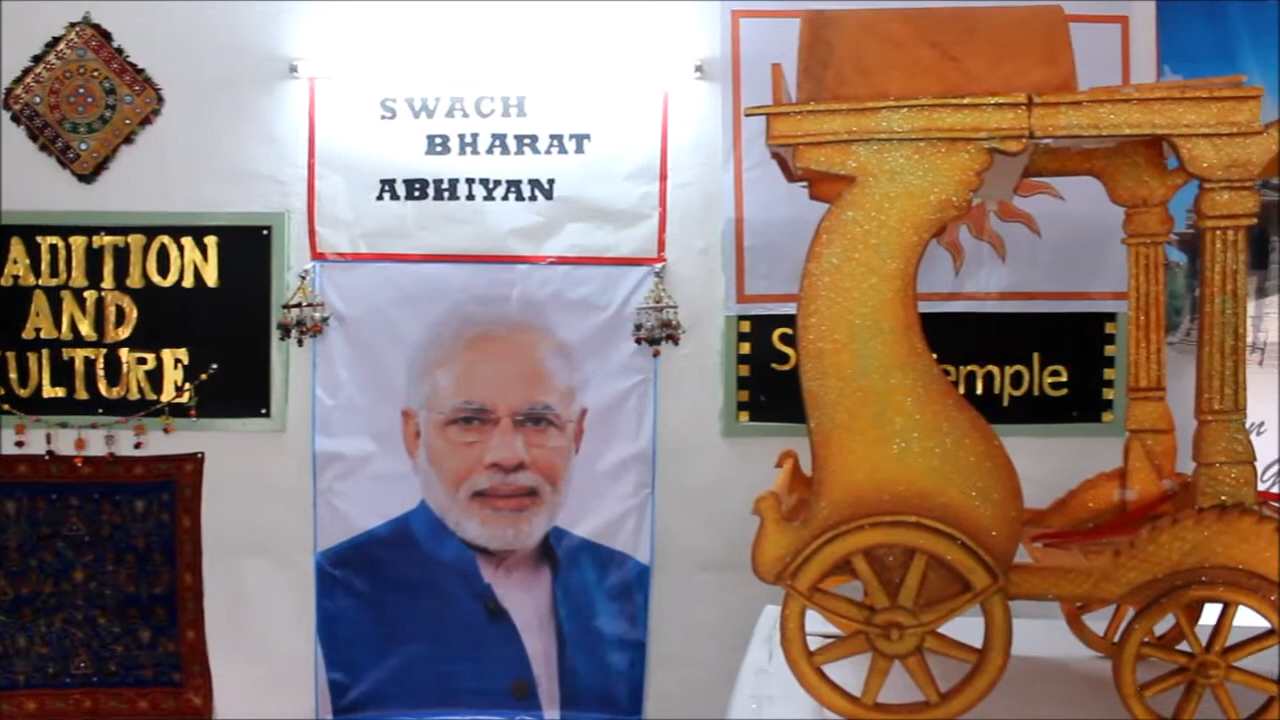 SWACH
BHARAT
ABHIYAN
ADITION
AND
ULTURE
S emple